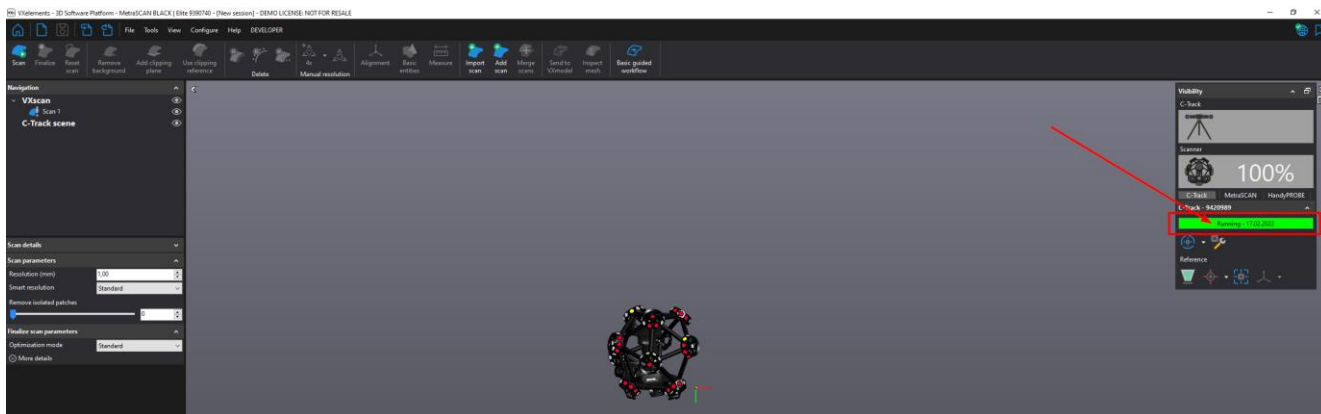 VXelements - 3D Software Platform - MetraSCAN BLACK | Elite 9390740 - [New session] - DEMO LICENSE: NOT FOR RESALE
File Tools View Configure Help DEVELOPER
Scan
Finalize
Reset scan
Remove background
Add clipping plane
Use clipping reference
Delete
4x
Manual resolution
Alignment
Basic entities
Measure
Import scan
Add scan
Merge scans
Send to VXmodel
Inspect mesh
Basic guided workflow
Navigation
VXscan
Scan 1
C-Track scene
Scan details
Scan parameters
Resolution (mm) 1,00
Smart resolution Standard
Remove isolated patches
0
Finalize scan parameters
Optimization mode Standard
More details
Visibility
C-Track
Scanner
100%
C-Track MetraSCAN HandyPROBE
C-Track - 9420989
Running - 17.02.2023
Reference